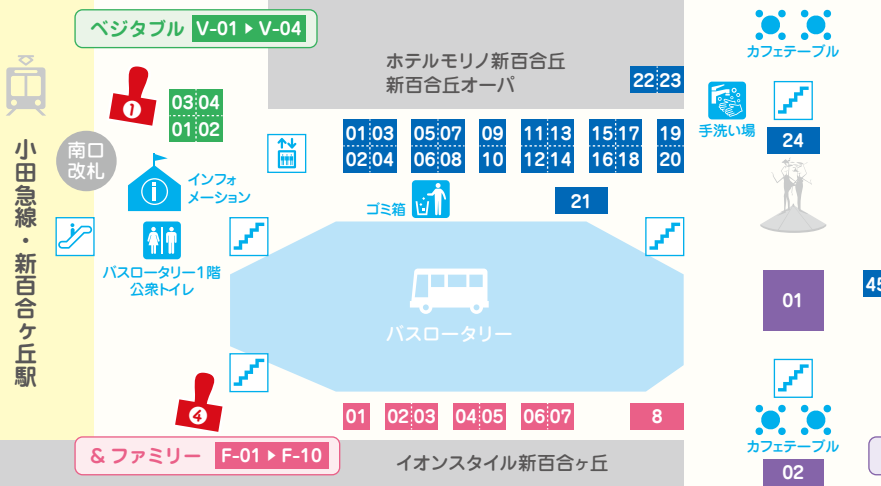 ベジタブル V-01 ▶ V-04
ホテルモリノ新百合丘
新百合丘オーパ
22 23
カフェテーブル
手洗い場
24
1
03 04
01 02
南口
改札
小田急線・新百合ヶ丘駅
インフォ
メーション
01 03 05 07 09 11 13 15 17 19
02 04 06 08 10 12 14 16 18 20
ゴミ箱
21
バスロータリー1階
公衆トイレ
バスロータリー
01
45
4
01 02 03 04 05 06 07 8
カフェテーブル
02
& ファミリー F-01 ▶ F-10
イオンスタイル新百合ヶ丘